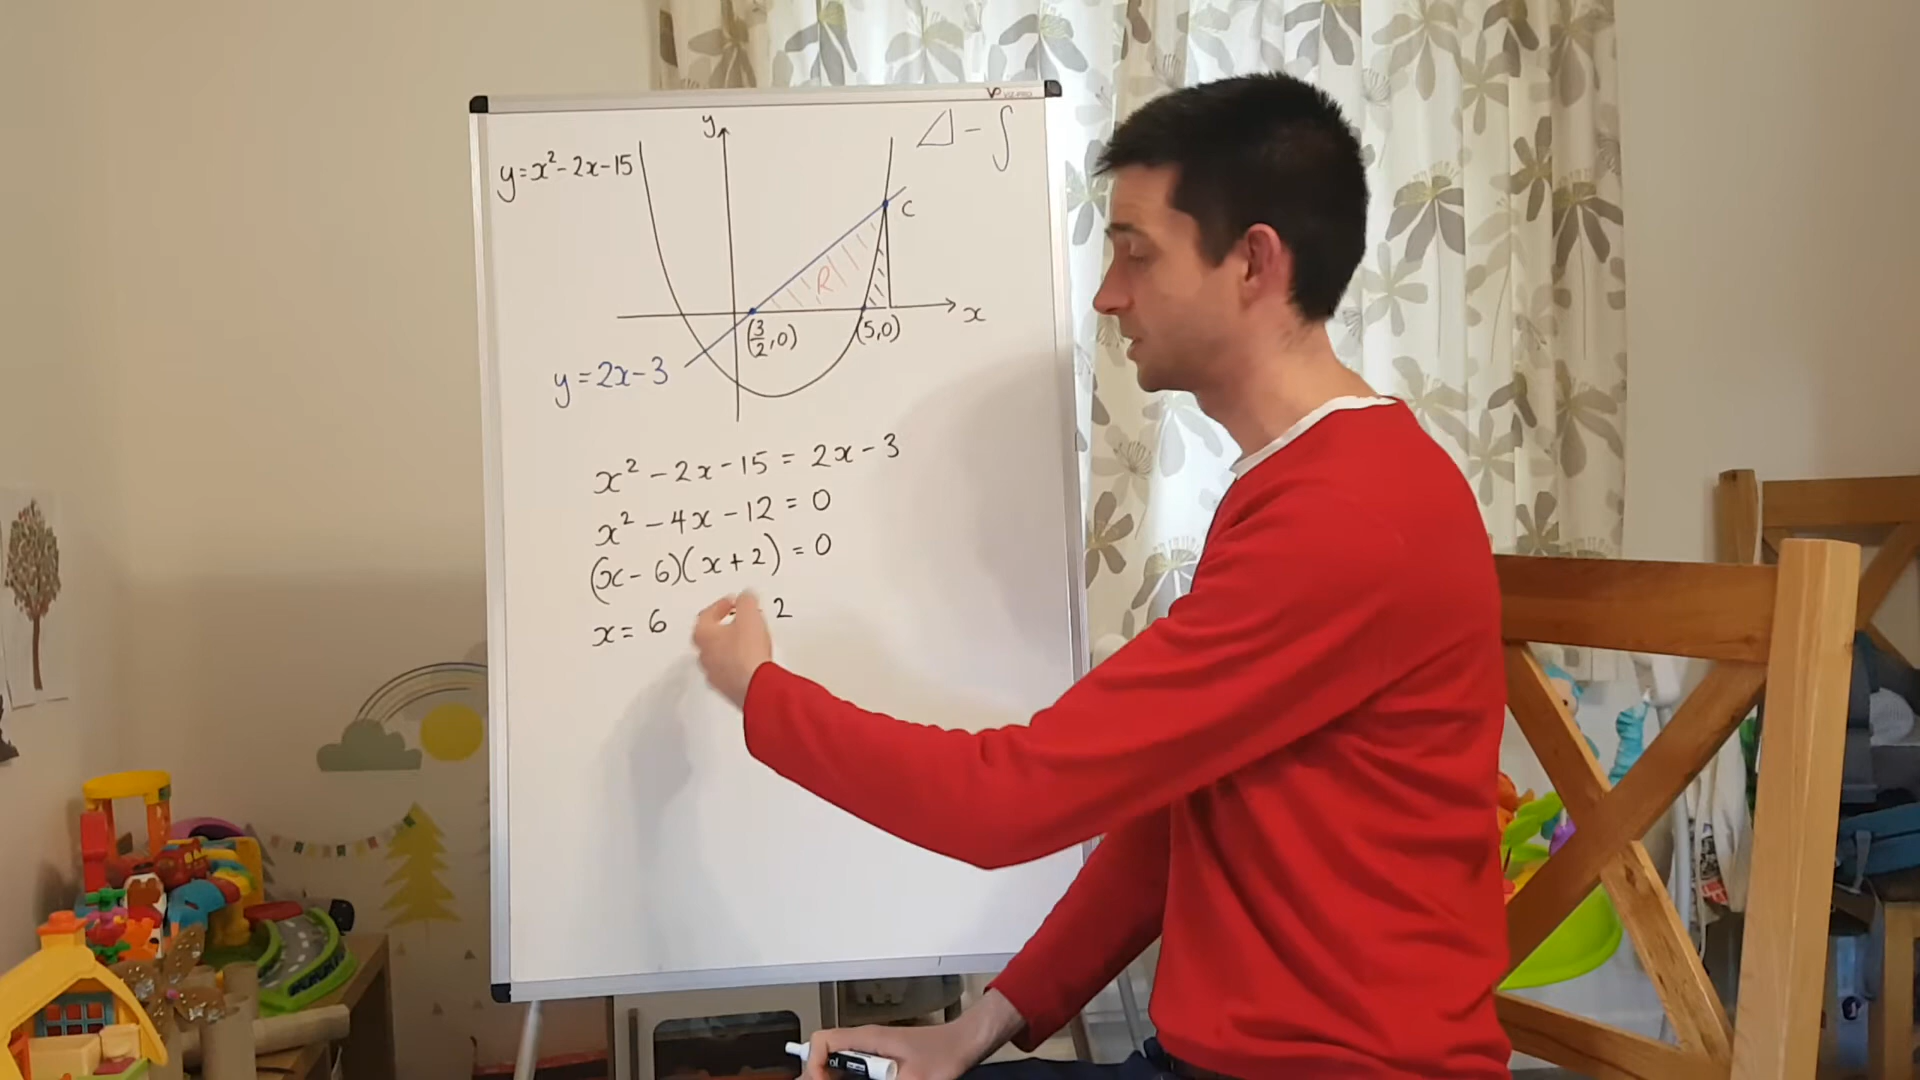 y
△ - ∫
y = x² - 2x - 15
C
R
x
(3/2, 0)
(5, 0)
y = 2x - 3
x² - 2x - 15 = 2x - 3
x² - 4x - 12 = 0
(x - 6)(x + 2) = 0
x = 6 = - 2